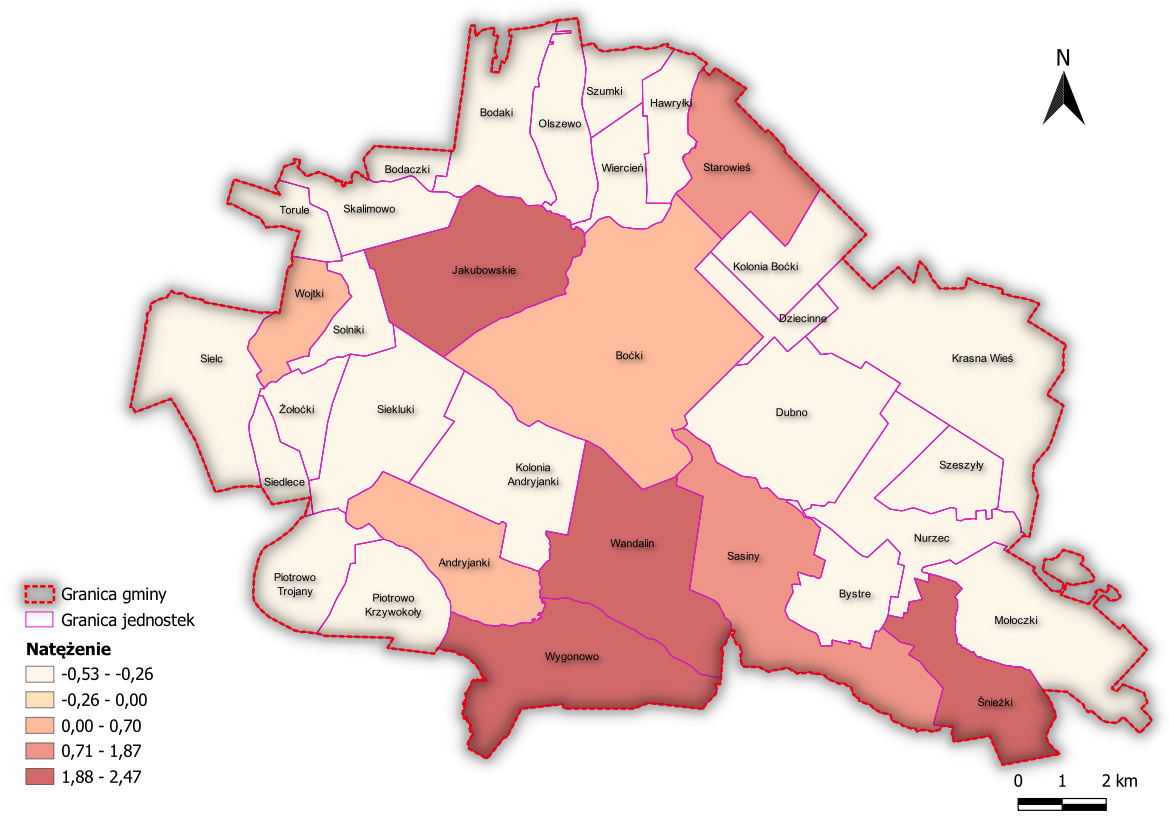 N
Szumki
Hawryłki
Bodaki
Olszewo
Wiercień
Starowieś
Bodaczki
Torule
Skalimowo
Jakubowskie
Kolonia Boćki
Wojtki
Dziecinne
Solniki
Sielc
Boćki
Krasna Wieś
Żołoćki
Siekluki
Dubno
Szeszyły
Kolonia
Andryjanki
Siedlece
Wandalin
Nurzec
Sasiny
Andryjanki
Piotrowo
Trojany
Bystre
Piotrowo
Krzywokoły
Mołoczki
Wygonowo
Śnieżki
Granica gminy
Granica jednostek
Natężenie
-0,53 - -0,26
-0,26 - 0,00
0,00 - 0,70
0,71 - 1,87
1,88 - 2,47
0 1 2 km